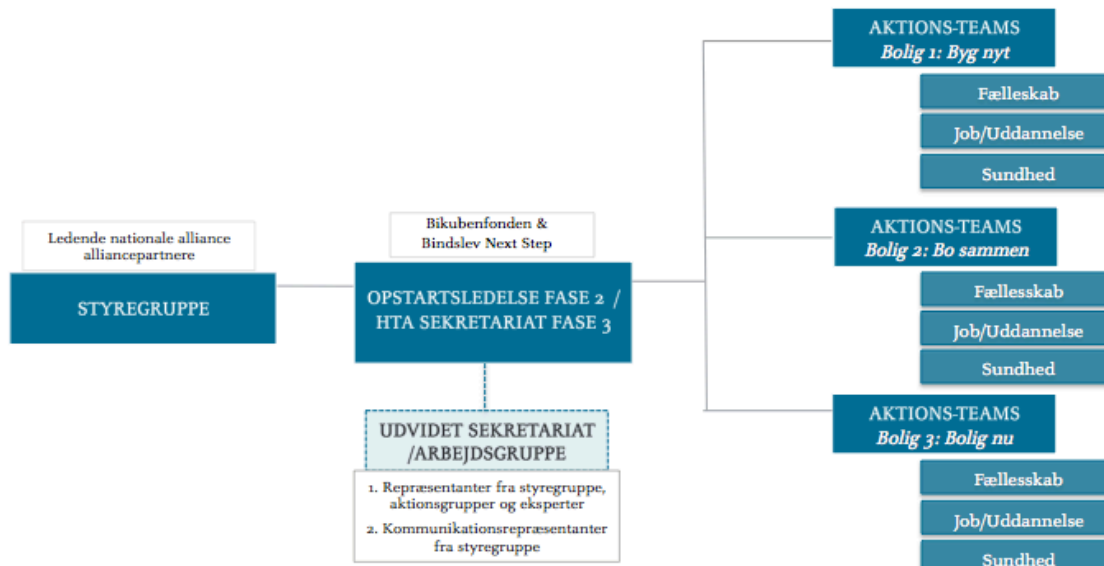 Ledende nationale alliance
alliancepartnere
STYREGRUPPE
Bikubenfonden &
Bindslev Next Step
OPSTARTSLEDELSE FASE 2 /
HTA SEKRETARIAT FASE 3
UDVIDET SEKRETARIAT
/ARBEJDSGRUPPE
1. Repræsentanter fra styregruppe,
aktionsgrupper og eksperter
2. Kommunikationsrepræsentanter
fra styregruppe
AKTIONS-TEAMS
Bolig 1: Byg nyt
Fælleskab
Job/Uddannelse
Sundhed
AKTIONS-TEAMS
Bolig 2: Bo sammen
Fællesskab
Job/Uddannelse
Sundhed
AKTIONS-TEAMS
Bolig 3: Bolig nu
Fællesskab
Job/Uddannelse
Sundhed